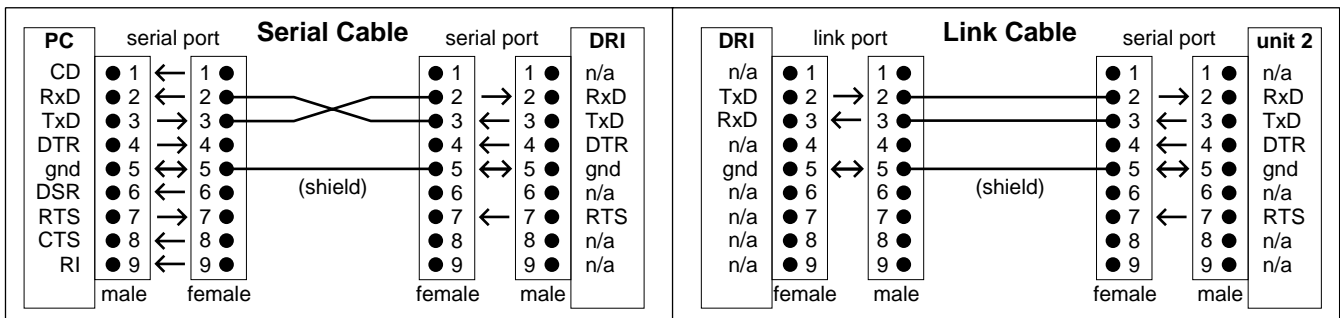 Serial Cable
PC serial port serial port DRI
CD 1 1 1 1 n/a
RxD 2 2 2 2 RxD
TxD 3 3 3 3 TxD
DTR 4 4 4 4 DTR
gnd 5 5 5 5 gnd
(shield)
DSR 6 6 6 6 n/a
RTS 7 7 7 7 RTS
CTS 8 8 8 8 n/a
RI 9 9 9 9 n/a
male female female male
Link Cable
DRI link port serial port unit 2
n/a 1 1 1 1 n/a
TxD 2 2 2 2 RxD
RxD 3 3 3 3 TxD
n/a 4 4 4 4 DTR
gnd 5 5 5 5 gnd
(shield)
n/a 6 6 6 6 n/a
n/a 7 7 7 7 RTS
n/a 8 8 8 8 n/a
n/a 9 9 9 9 n/a
female male female male